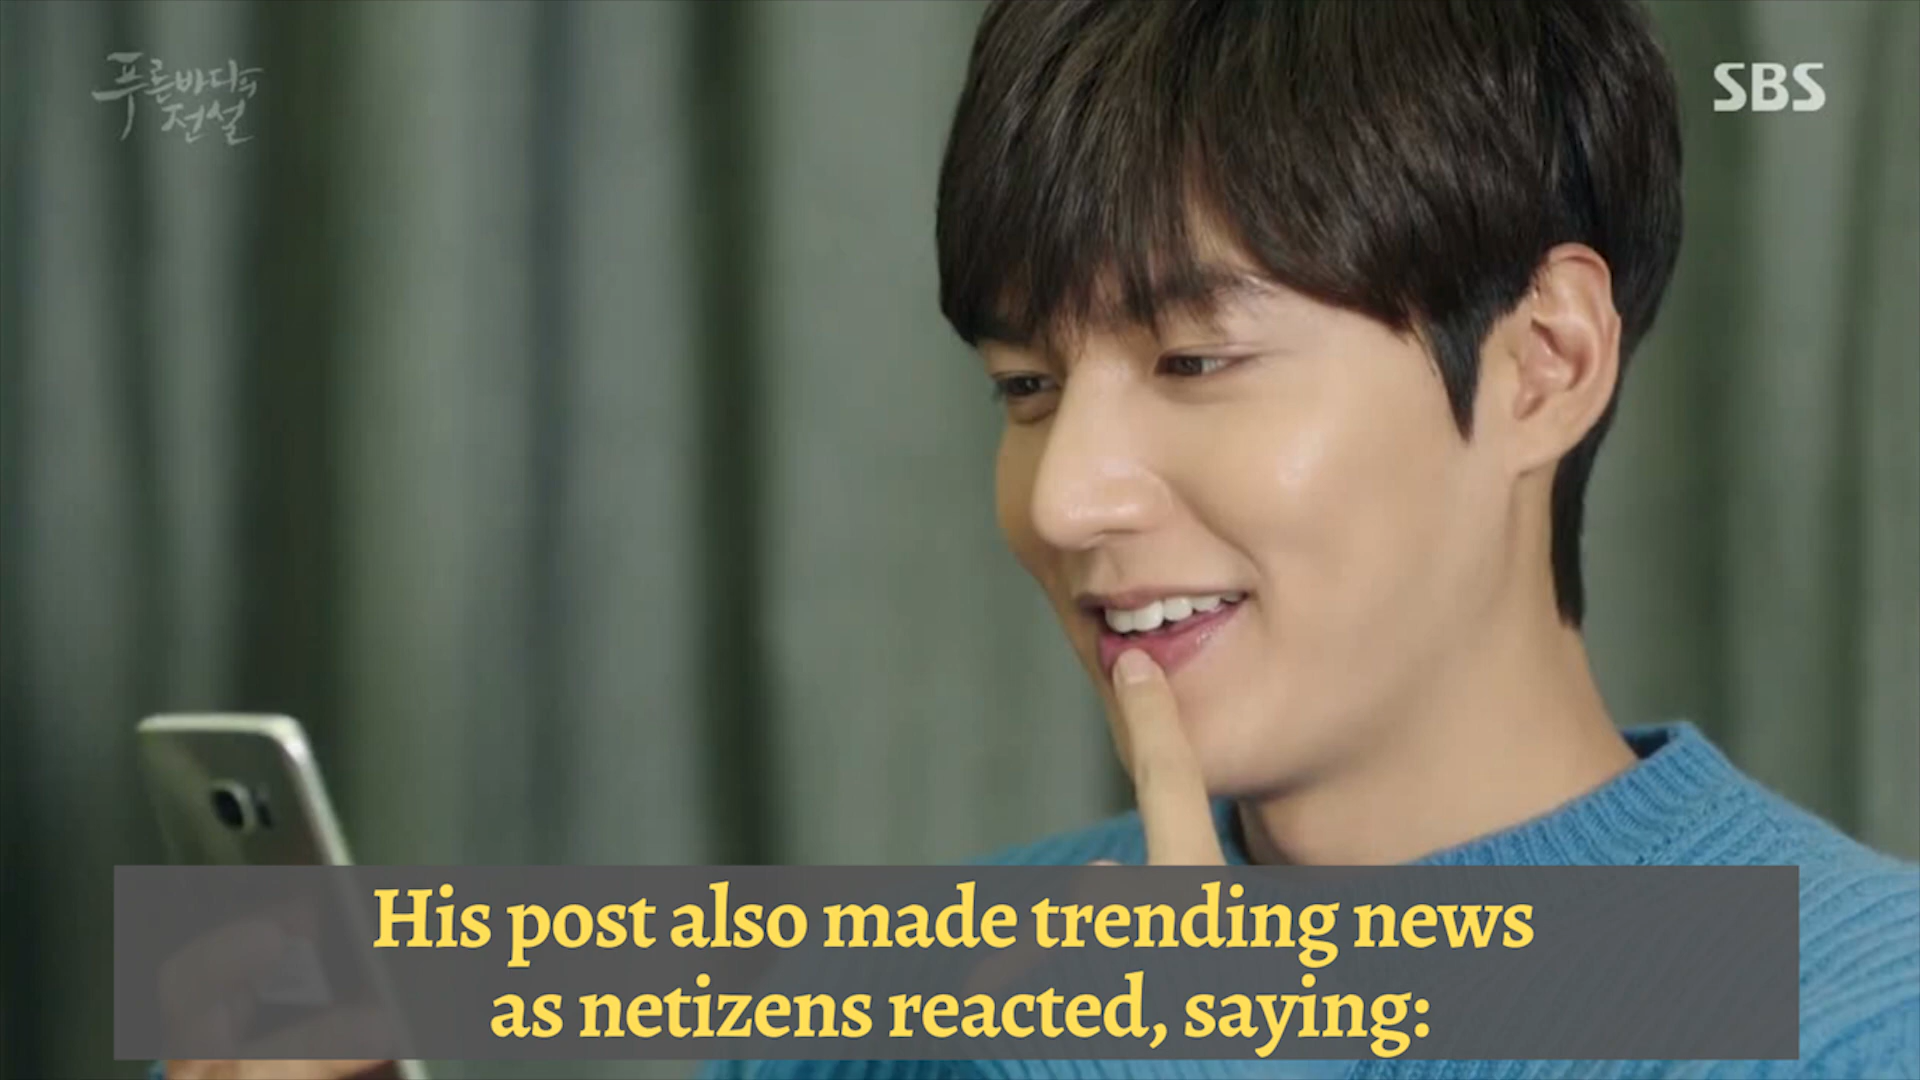 푸른바다의
전설
SBS
His post also made trending news
as netizens reacted, saying: